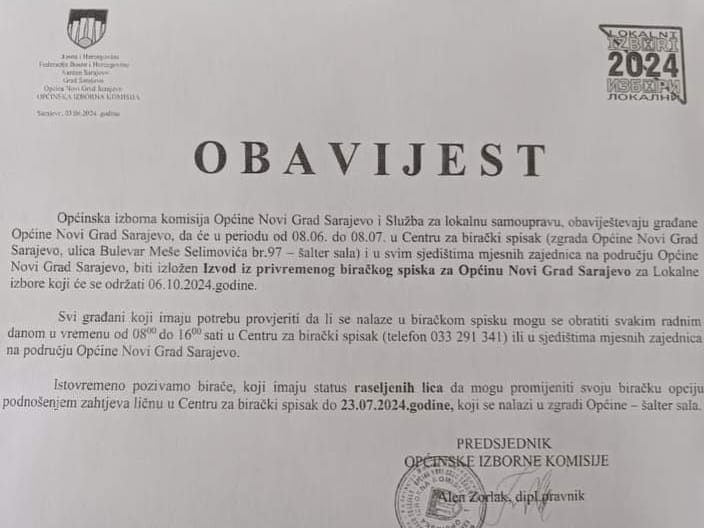 Bosna i Hercegovina
Federacija Bosne i Hercegovine
Kanton Sarajevo
Grad Sarajevo
Općina Novi Grad Sarajevo
OPĆINSKA IZBORNA KOMISIJA
Sarajevo, 03.06.2024. godine
LOKALNI
IZBORI
2024
ИЗБОРИ
ЛОКАЛНИ
OBAVIJEST
Općinska izborna komisija Općine Novi Grad Sarajevo i Služba za lokalnu samoupravu, obaviještevaju građane
Općine Novi Grad Sarajevo, da će u periodu od 08.06. do 08.07. u Centru za birački spisak (zgrada Općine Novi Grad
Sarajevo, ulica Bulevar Meše Selimovića br.97 – šalter sala) i u svim sjedištima mjesnih zajednica na području Općine
Novi Grad Sarajevo, biti izložen Izvod iz privremenog biračkog spiska za Općinu Novi Grad Sarajevo za Lokalne
izbore koji će se održati 06.10.2024.godine.
Svi građani koji imaju potrebu provjeriti da li se nalaze u biračkom spisku mogu se obratiti svakim radnim
danom u vremenu od 08⁰⁰ do 16⁰⁰ sati u Centru za birački spisak (telefon 033 291 341) ili u sjedištima mjesnih zajednica
na području Općine Novi Grad Sarajevo.
Istovremeno pozivamo birače, koji imaju status raseljenih lica da mogu promijeniti svoju biračku opciju
podnošenjem zahtjeva ličnu u Centru za birački spisak do 23.07.2024.godine, koji se nalazi u zgradi Općine – šalter sala.
PREDSJEDNIK
OPĆINSKE IZBORNE KOMISIJE
Alen Zorlak, dipl.pravnik